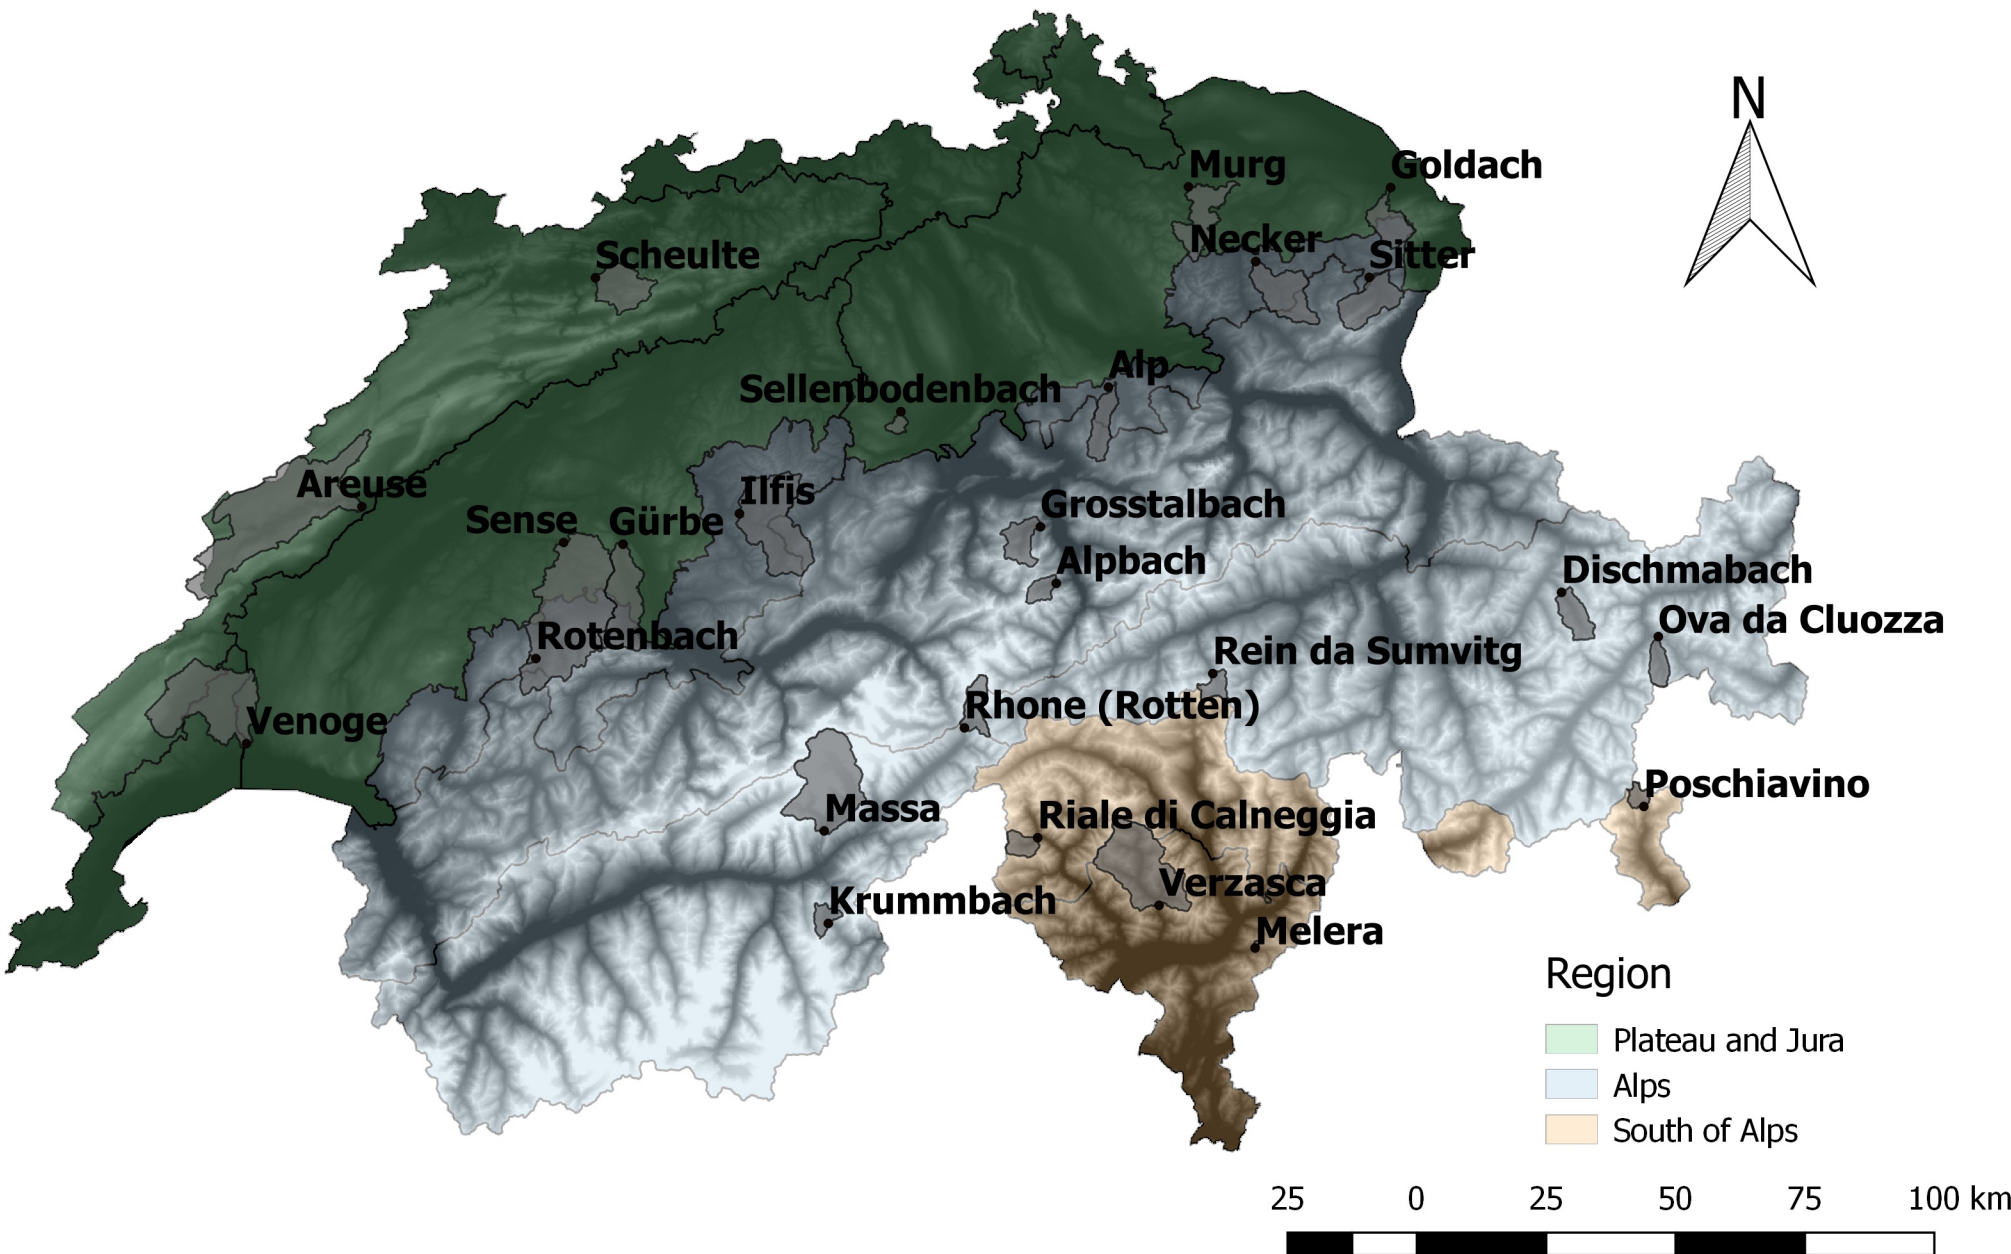 N
Murg
Goldach
Necker
Sitter
Scheulte
Alp
Sellenbodenbach
Areuse
Ilfis
Sense
Gürbe
Grosstalbach
Alpbach
Dischmabach
Ova da Cluozza
Rotenbach
Rein da Sumvitg
Venoge
Rhone (Rotten)
Poschiavino
Massa
Riale di Calneggia
Krummbach
Verzasca
Melera
Region
Plateau and Jura
Alps
South of Alps
25 0 25 50 75 100 km